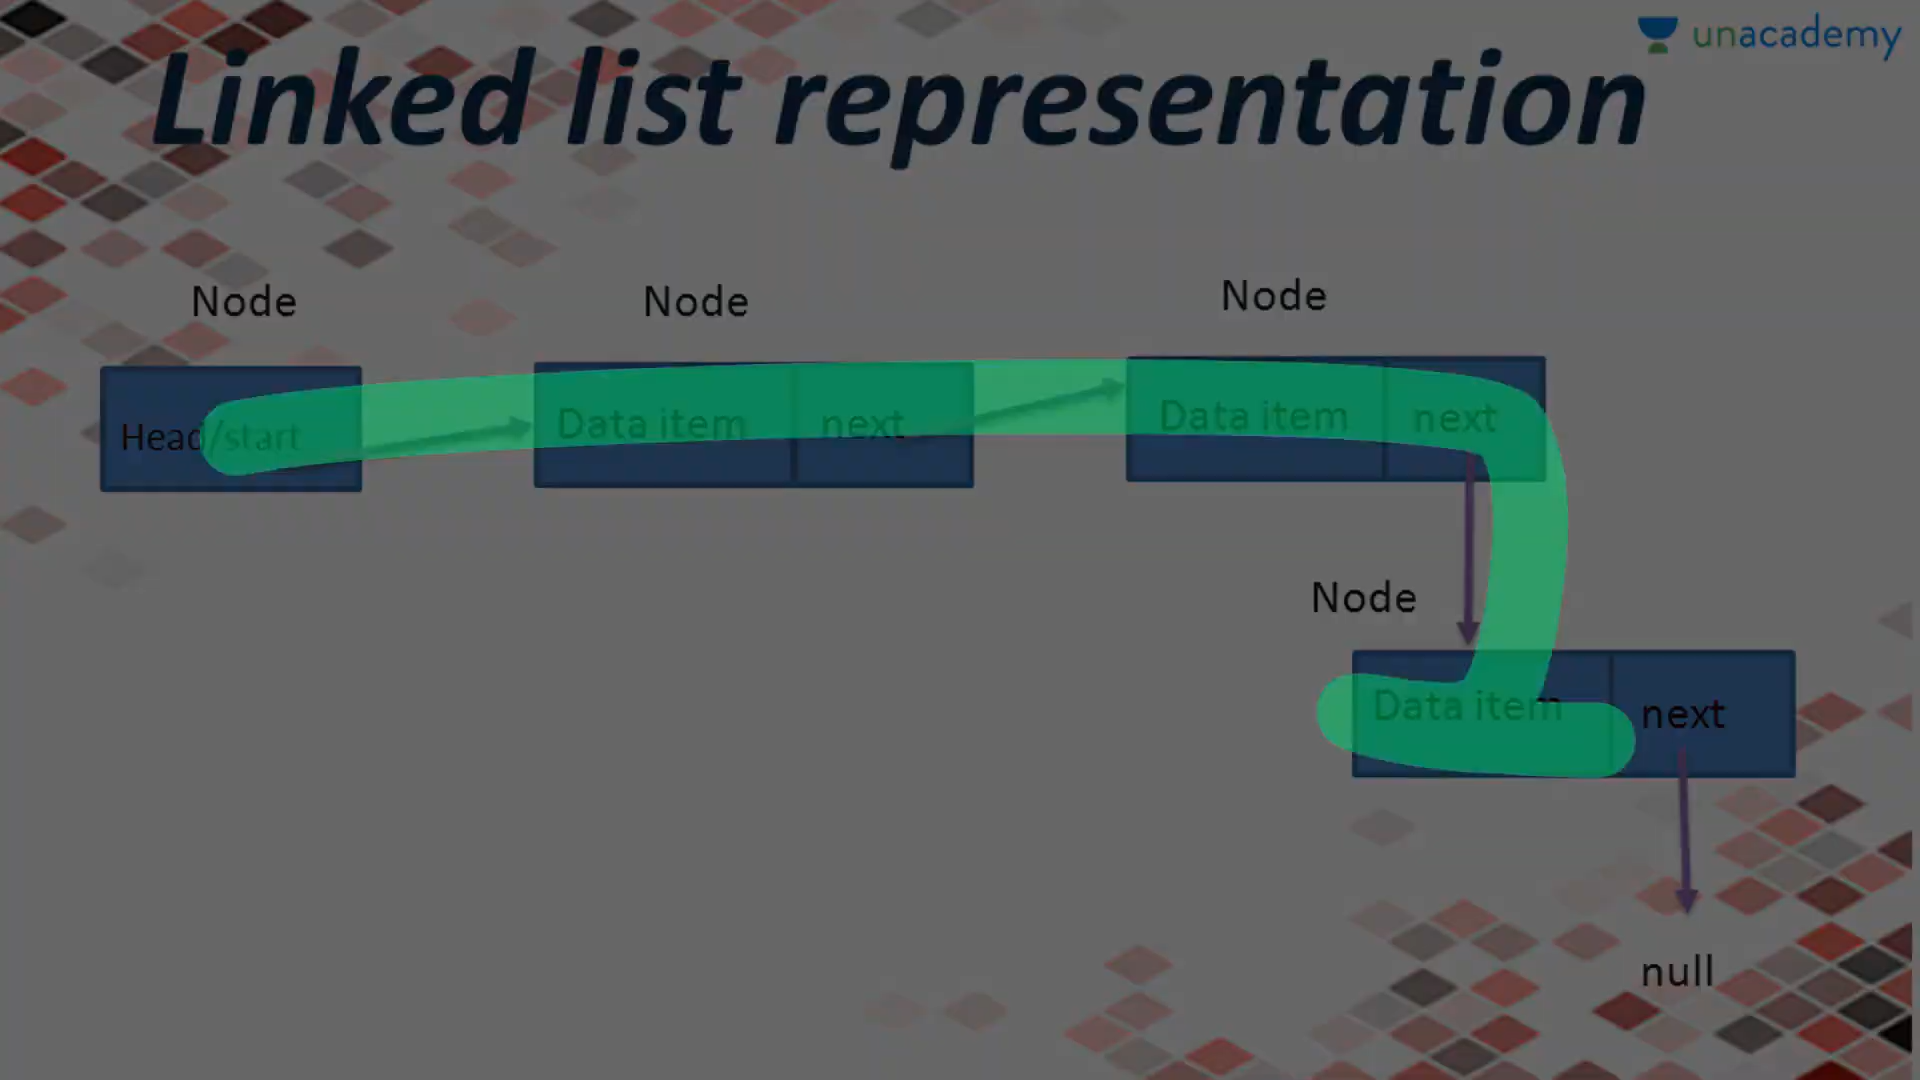 unacademy
Linked list representation
Node
Node
Node
Head/start
Data item
next
Data item
next
Node
Data item
next
null